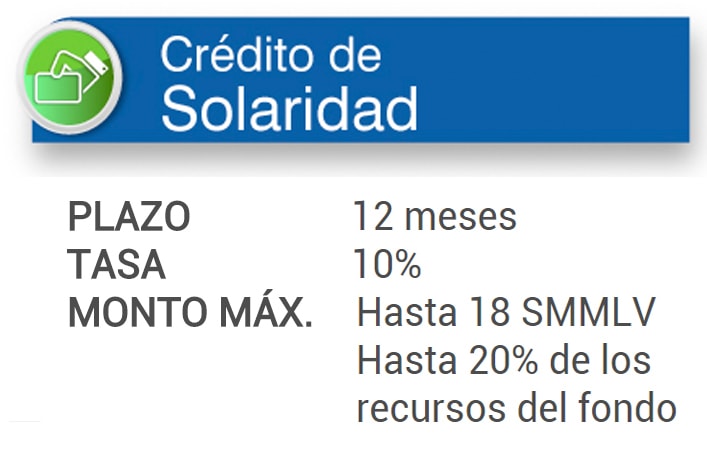 Crédito de
Solaridad
PLAZO 12 meses
TASA 10%
MONTO MÁX. Hasta 18 SMMLV
Hasta 20% de los
recursos del fondo